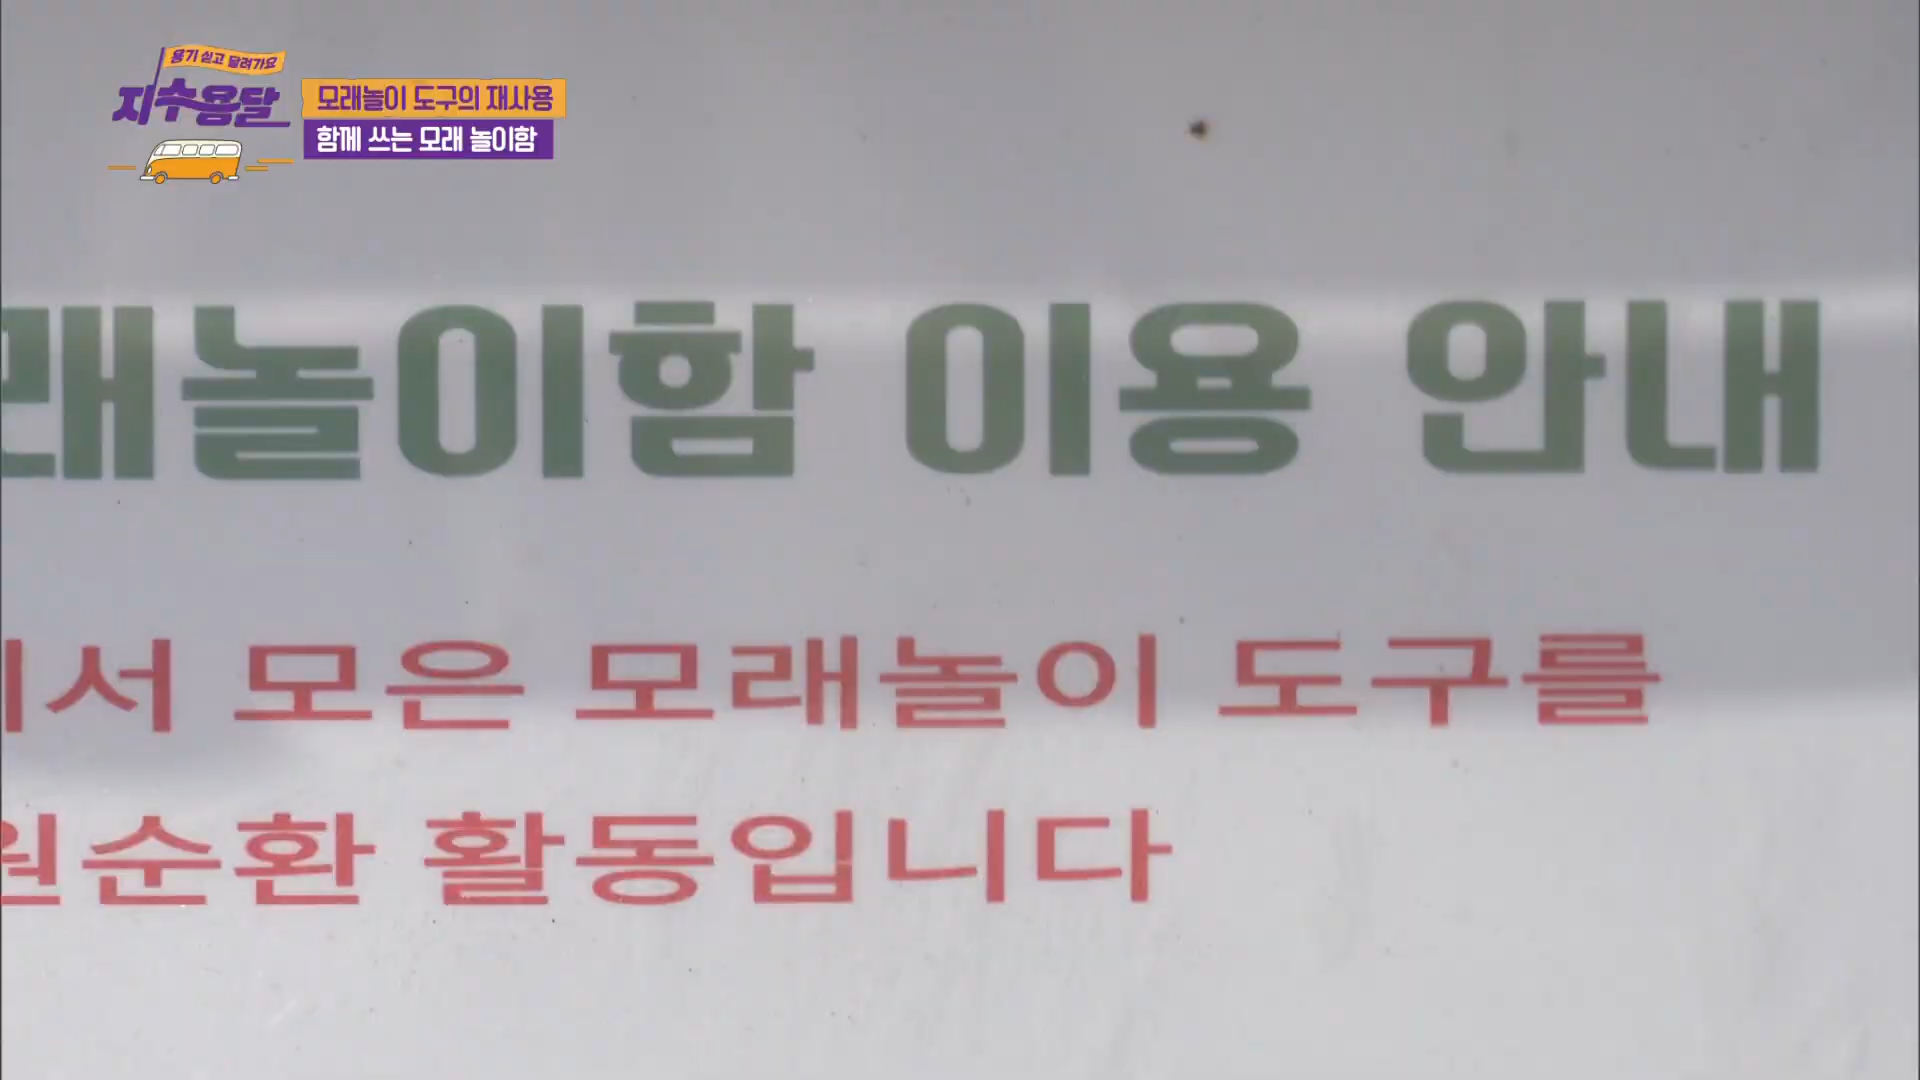 용기 싣고 달려가요
지수용달
모래놀이 도구의 재사용
함께 쓰는 모래 놀이함
래놀이함 이용 안내
서 모은 모래놀이 도구를
원순환 활동입니다